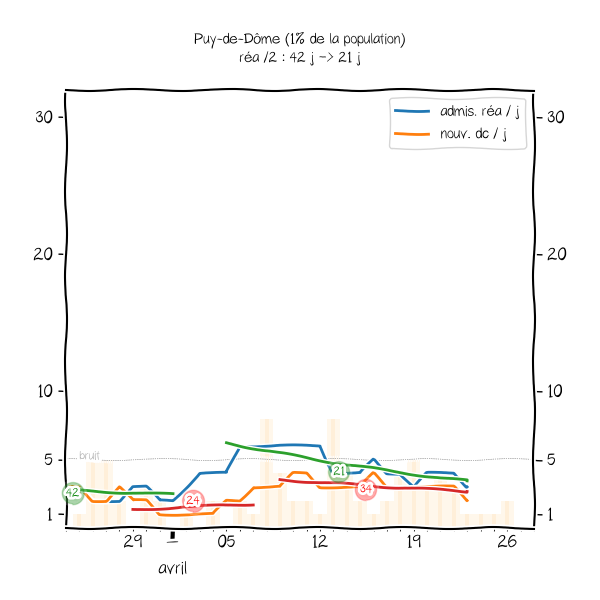 Puy-de-Dôme (1% de la population)
réa /2 : 42 j -> 21 j
admis. réa / j
nouv. dc / j
30 30
20 20
10 10
5 5
bruit
42 24 21 34
1 1
29 1 05 12 19 26
avril